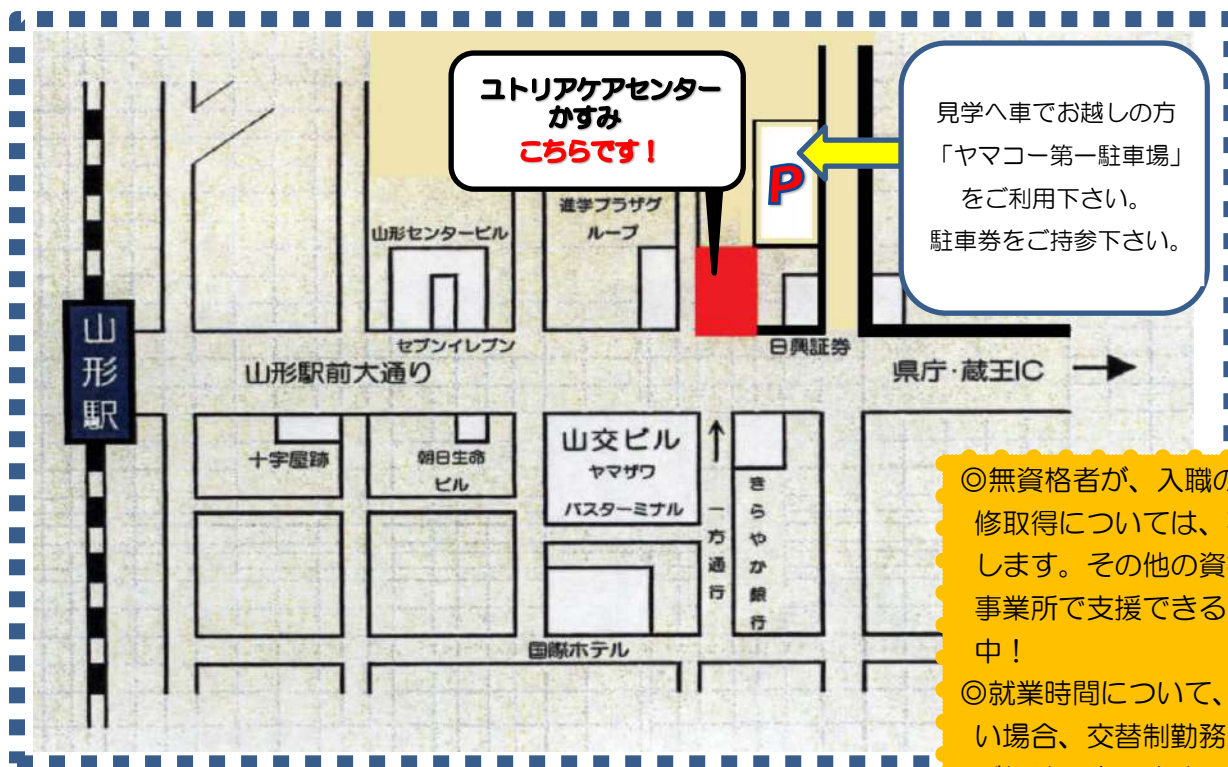 ユトリアケアセンター
かすみ
こちらです！
見学へ車でお越しの方
「ヤマコー第一駐車場」
をご利用下さい。
駐車券をご持参下さい。
P
進学プラザグ
ループ
山形センタービル
セブンイレブン
日興証券
山形駅
山形駅前大通り
県庁・蔵王IC
十字屋跡
朝日生命
ビル
山交ビル
ヤマザワ
バスターミナル
一方通行
きらやか銀行
国際ホテル
◎無資格者が、入職の
修取得については、
します。その他の資
事業所で支援できる
中！
◎就業時間について、
い場合、交替制勤務